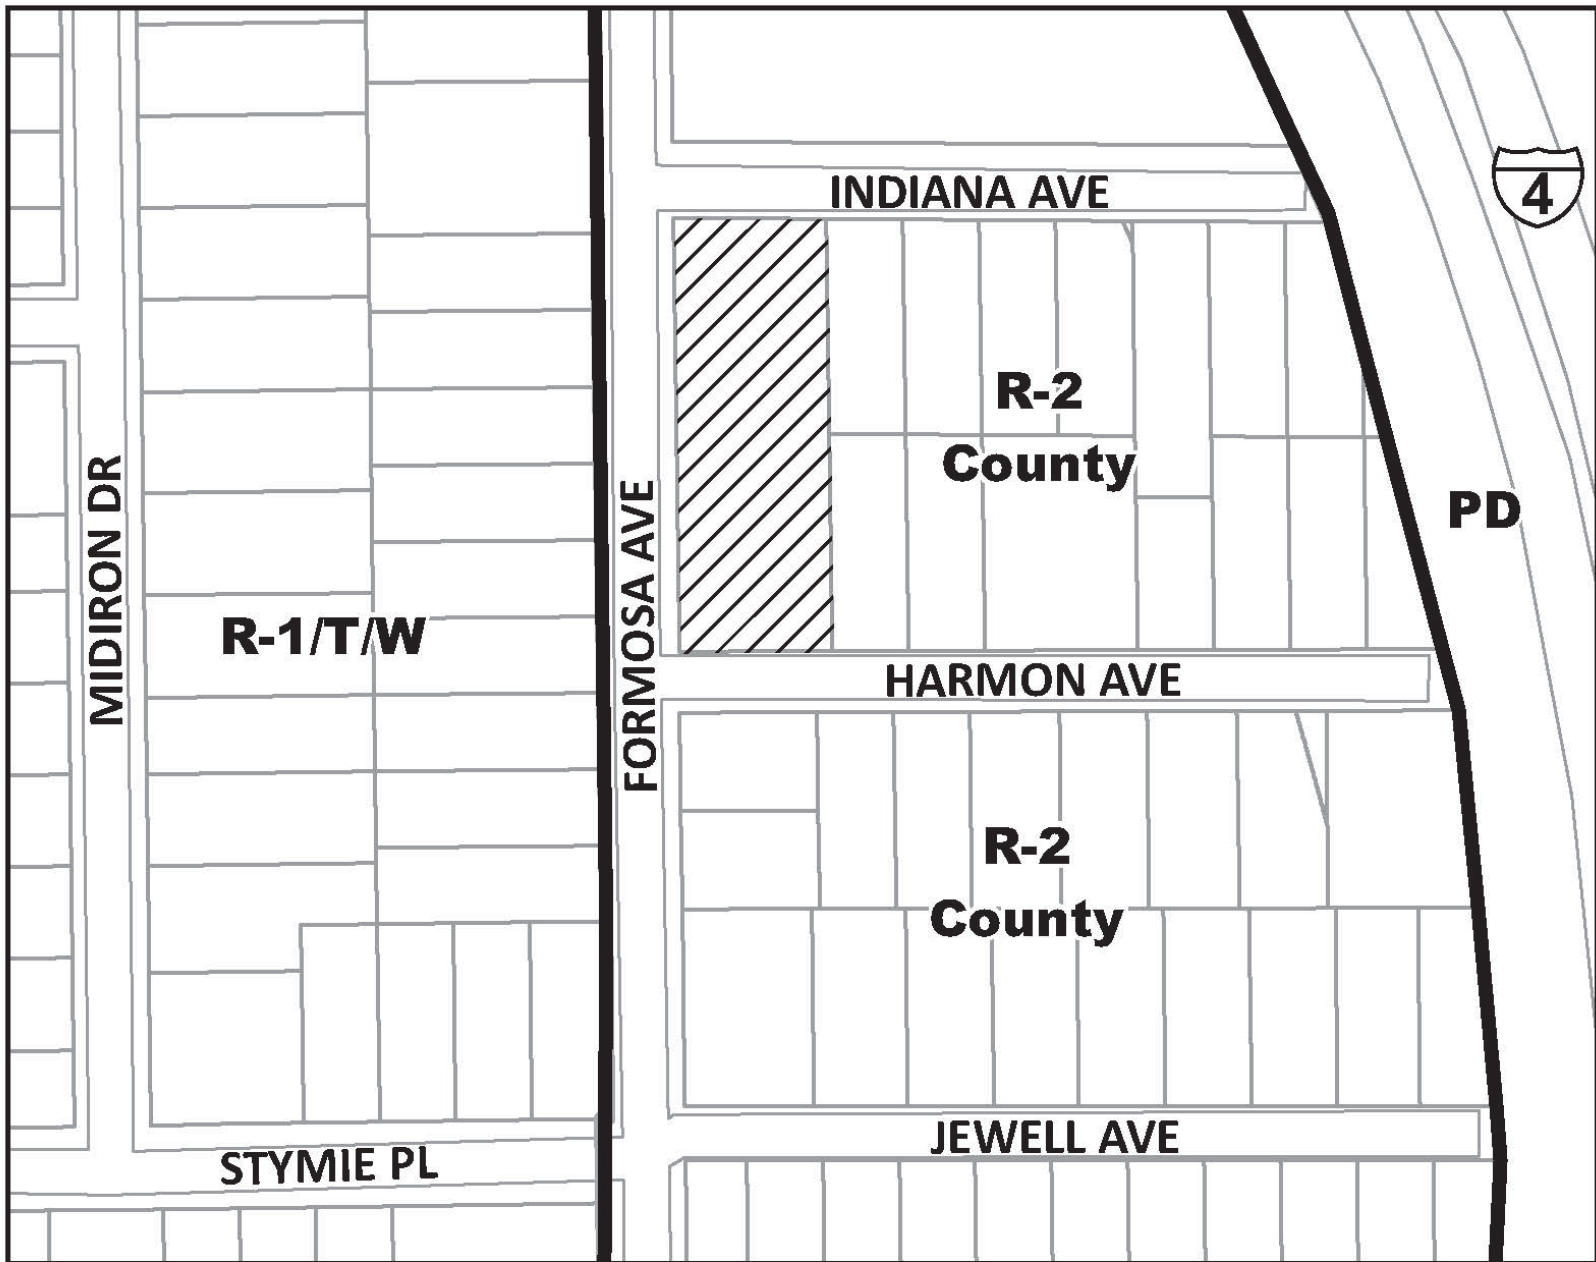 INDIANA AVE
4
R-2
County
PD
MIDIRON DR
R-1/T/W
FORMOSA AVE
HARMON AVE
R-2
County
JEWELL AVE
STYMIE PL